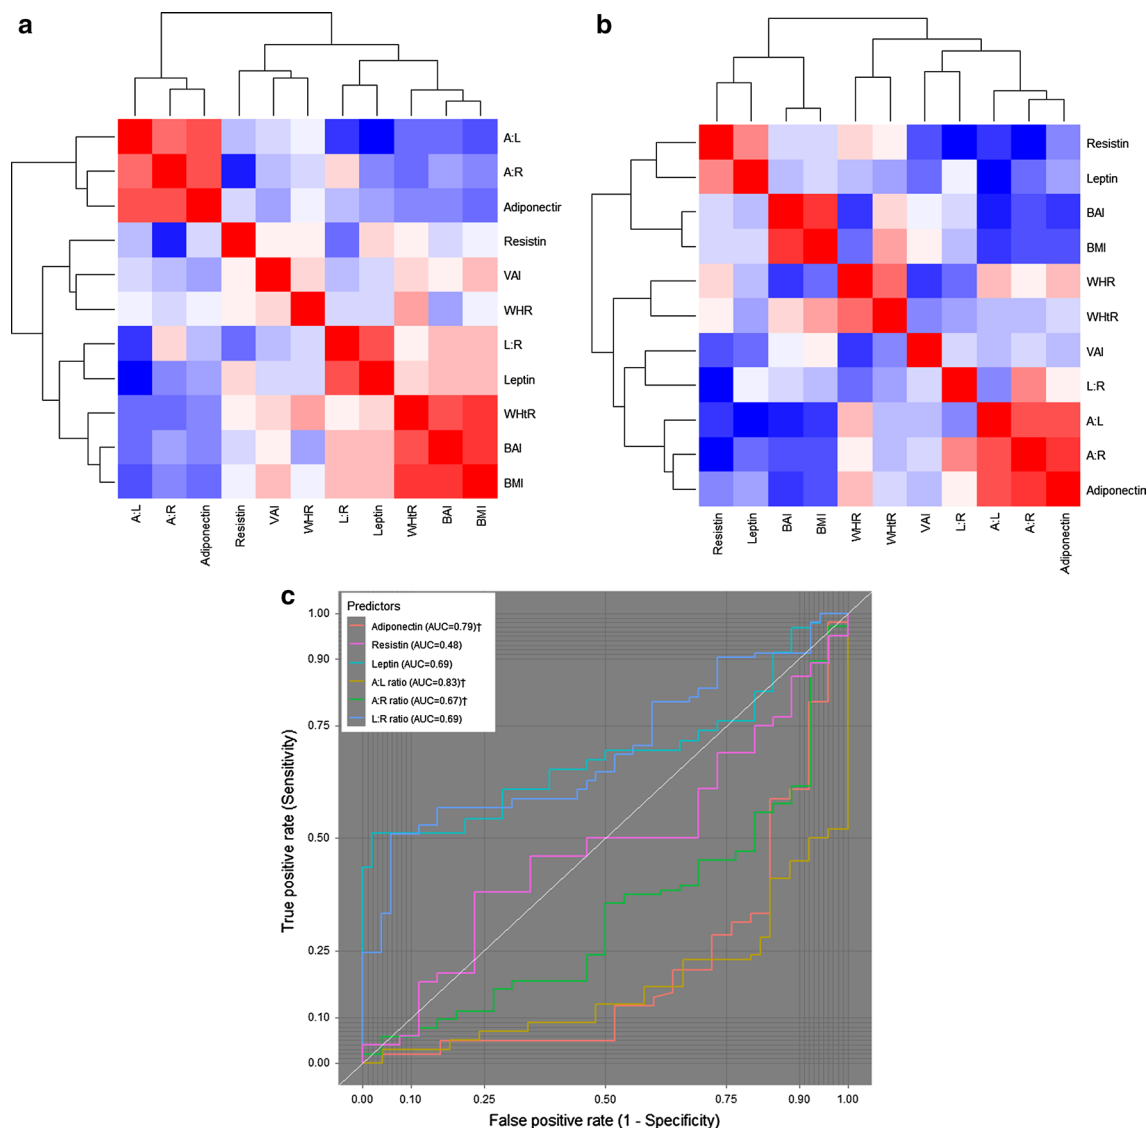 a
A:L
A:R
Adiponectir
Resistin
VAI
WHR
L:R
Leptin
WHtR
BAI
BMI
A:L
A:R
Adiponectin
Resistin
VAI
WHR
L:R
Leptin
WHtR
BAI
BMI
b
Resistin
Leptin
BAI
BMI
WHR
WHtR
VAI
L:R
A:L
A:R
Adiponectin
Resistin
Leptin
BAI
BMI
WHR
WHtR
VAI
L:R
A:L
A:R
Adiponectin
c
Predictors
Adiponectin (AUC=0.79)†
Resistin (AUC=0.48)
Leptin (AUC=0.69)
A:L ratio (AUC=0.83)†
A:R ratio (AUC=0.67)†
L:R ratio (AUC=0.69)
True positive rate (Sensitivity)
1.00
0.90
0.75
0.50
0.25
0.10
0.00
0.00 0.10 0.25 0.50 0.75 0.90 1.00
False positive rate (1 - Specificity)